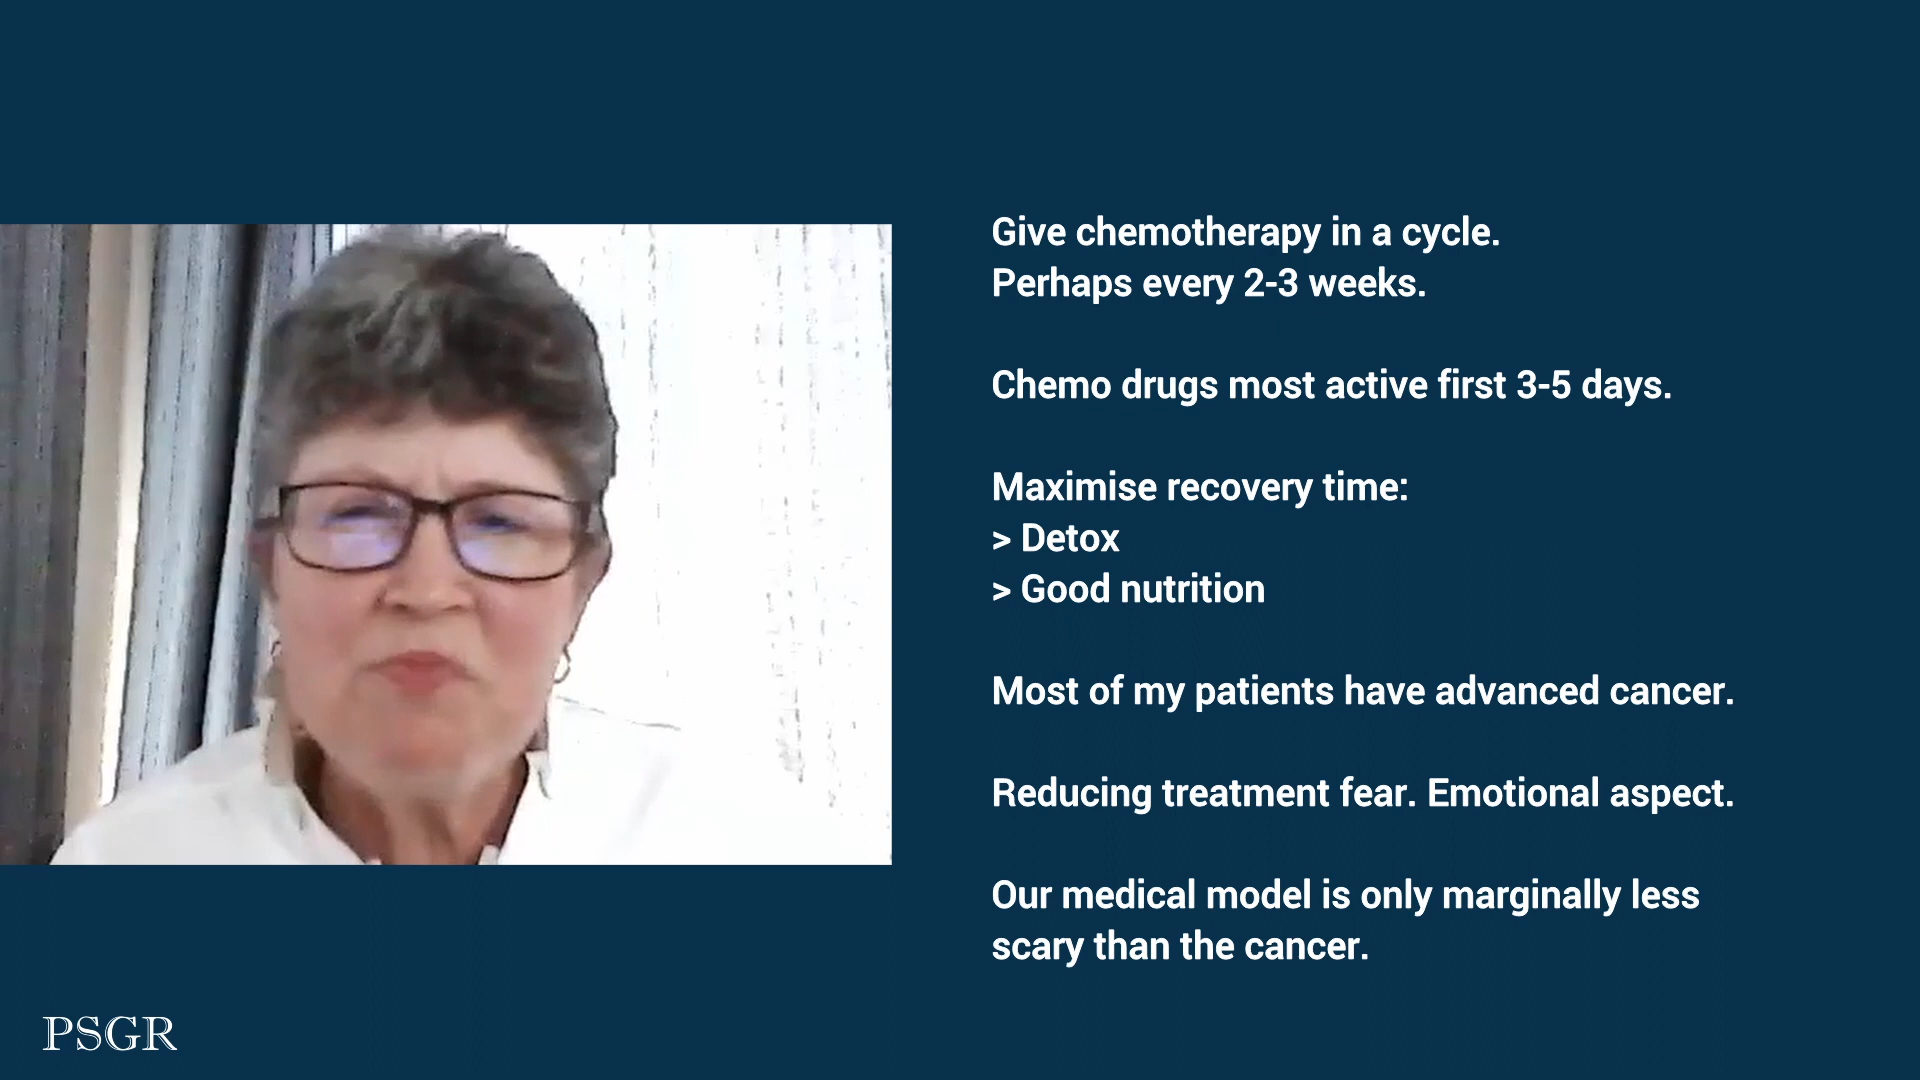 Give chemotherapy in a cycle.
Perhaps every 2-3 weeks.
Chemo drugs most active first 3-5 days.
Maximise recovery time:
> Detox
> Good nutrition
Most of my patients have advanced cancer.
Reducing treatment fear. Emotional aspect.
Our medical model is only marginally less
scary than the cancer.
PSGR